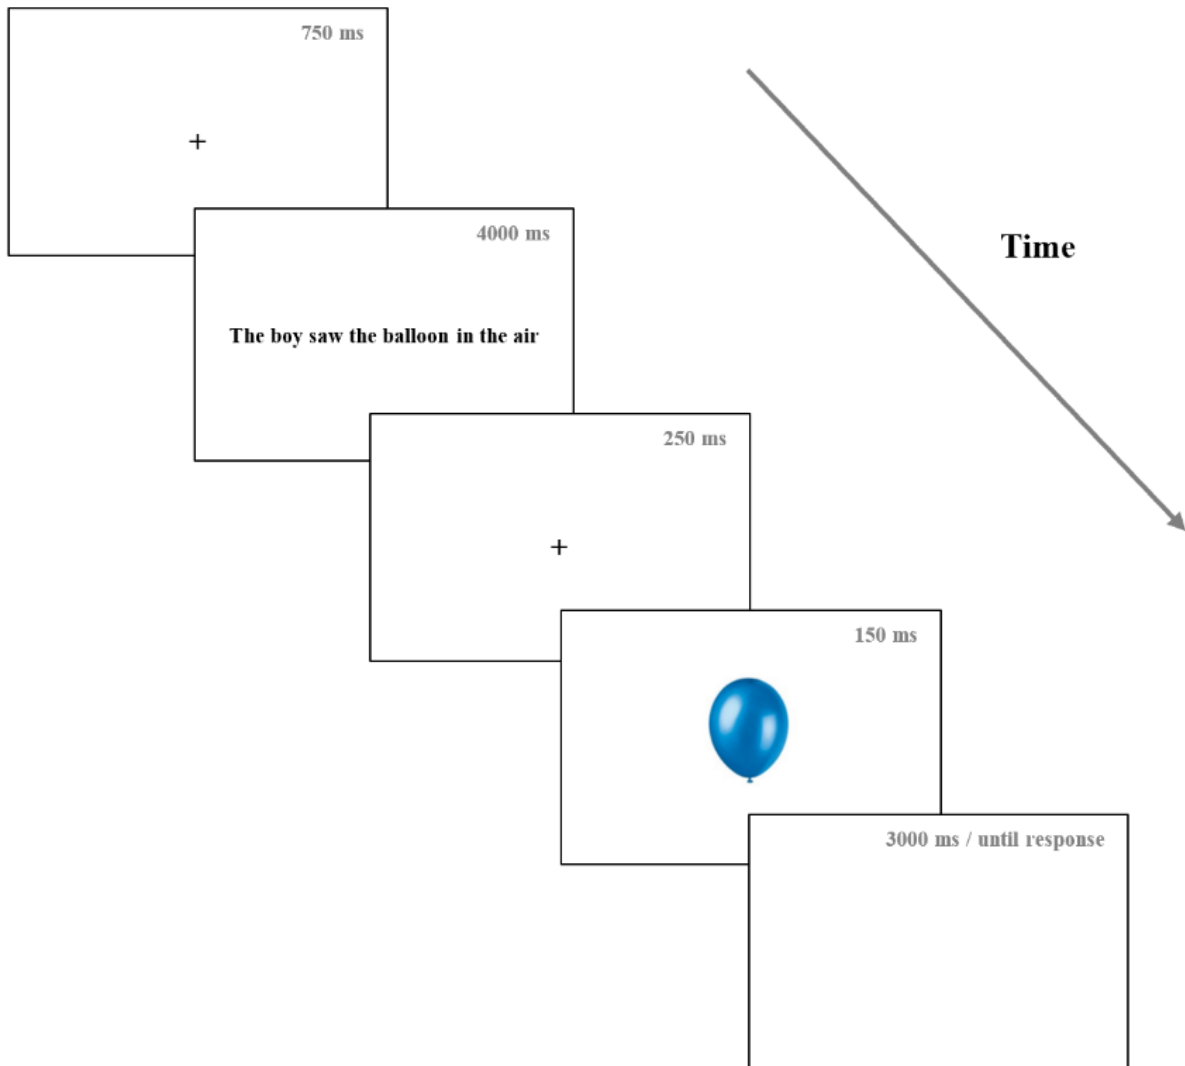 750 ms
+
4000 ms
The boy saw the balloon in the air
250 ms
+
150 ms
3000 ms / until response
Time